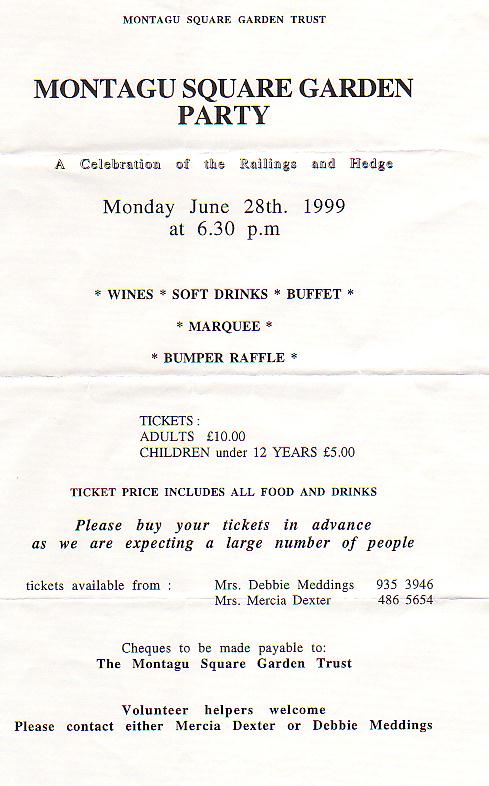 MONTAGU SQUARE GARDEN TRUST
MONTAGU SQUARE GARDEN
PARTY
A Celebration of the Railings and Hedge
Monday June 28th. 1999
at 6.30 p.m
* WINES * SOFT DRINKS * BUFFET *
* MARQUEE *
* BUMPER RAFFLE *
TICKETS :
ADULTS £10.00
CHILDREN under 12 YEARS £5.00
TICKET PRICE INCLUDES ALL FOOD AND DRINKS
Please buy your tickets in advance
as we are expecting a large number of people
tickets available from : Mrs. Debbie Meddings 935 3946
Mrs. Mercia Dexter 486 5654
Cheques to be made payable to:
The Montagu Square Garden Trust
Volunteer helpers welcome
Please contact either Mercia Dexter or Debbie Meddings